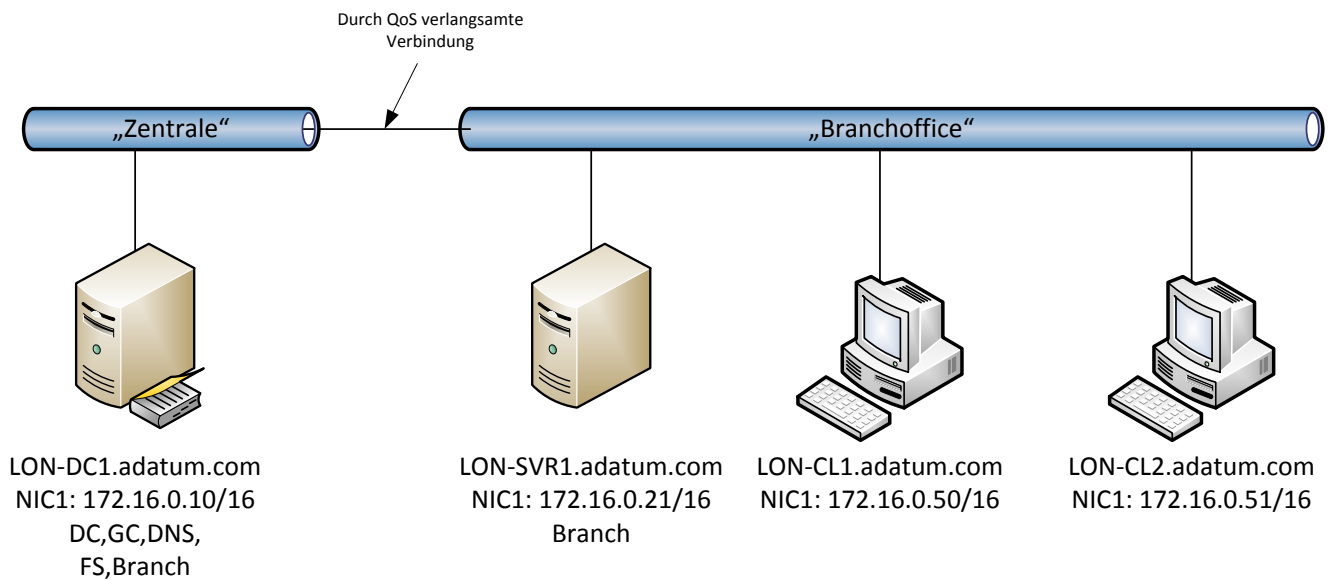 Durch QoS verlangsamte
Verbindung
„Zentrale“
„Branchoffice“
LON-DC1.adatum.com
NIC1: 172.16.0.10/16
DC,GC,DNS,
FS,Branch
LON-SVR1.adatum.com
NIC1: 172.16.0.21/16
Branch
LON-CL1.adatum.com
NIC1: 172.16.0.50/16
LON-CL2.adatum.com
NIC1: 172.16.0.51/16